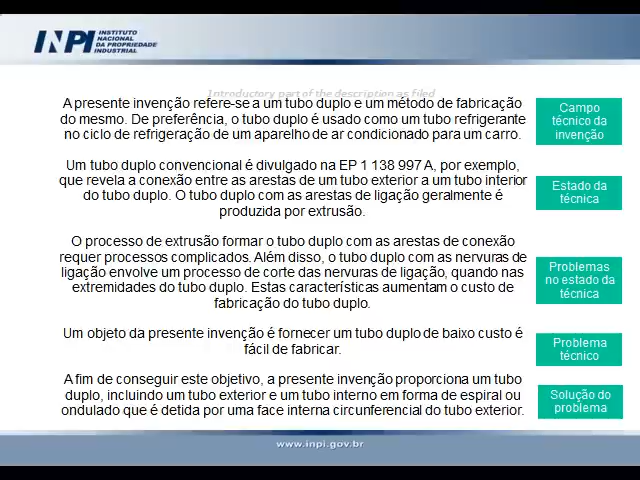 INPI
INSTITUTO
NACIONAL
DA PROPRIEDADE
INDUSTRIAL
Introductory part of the description as filed
A presente invenção refere-se a um tubo duplo e um método de fabricação
do mesmo. De preferência, o tubo duplo é usado como um tubo refrigerante
no ciclo de refrigeração de um aparelho de ar condicionado para um carro.
Campo
técnico da
invenção
Um tubo duplo convencional é divulgado na EP 1 138 997 A, por exemplo,
que revela a conexão entre as arestas de um tubo exterior a um tubo interior
do tubo duplo. O tubo duplo com as arestas de ligação geralmente é
produzida por extrusão.
Estado da
técnica
O processo de extrusão formar o tubo duplo com as arestas de conexão
requer processos complicados. Além disso, o tubo duplo com as nervuras de
ligação envolve um processo de corte das nervuras de ligação, quando nas
extremidades do tubo duplo. Estas características aumentam o custo de
fabricação do tubo duplo.
Problemas
no estado da
técnica
Um objeto da presente invenção é fornecer um tubo duplo de baixo custo é
fácil de fabricar.
Problema
técnico
A fim de conseguir este objetivo, a presente invenção proporciona um tubo
duplo, incluindo um tubo exterior e um tubo interno em forma de espiral ou
ondulado que é detida por uma face interna circunferencial do tubo exterior.
Solução do
problema
www.inpi.gov.br